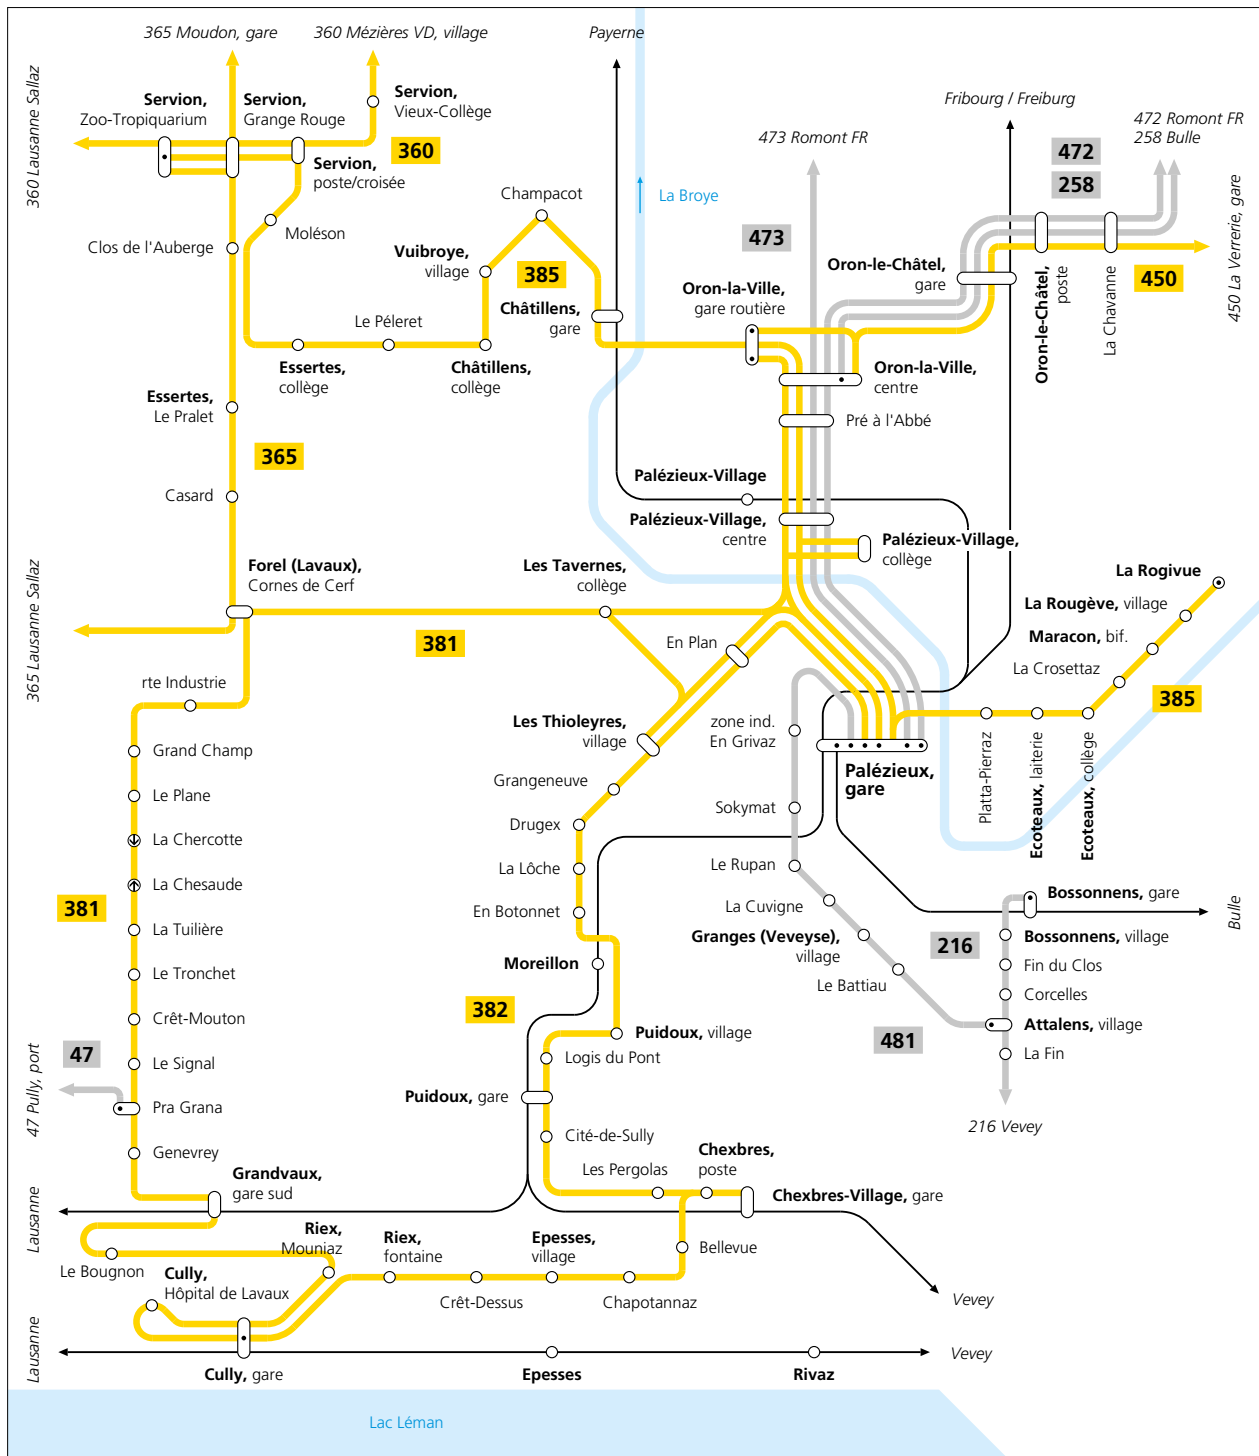 365 Moudon, gare
360 Mézières VD, village
Payerne
360 Lausanne Sallaz
Servion,
Zoo-Tropiquarium
Servion,
Grange Rouge
Servion,
Vieux-Collège
360
Servion,
poste/croisée
Fribourg / Freiburg
473 Romont FR
472 Romont FR
258 Bulle
472
258
450 La Verrerie, gare
La Broye
Champacot
Moléson
Clos de l'Auberge
Vuibroye,
village
385
473
Oron-le-Châtel,
gare
Oron-le-Châtel,
poste
La Chavanne
450
Châtillens,
gare
Oron-la-Ville,
gare routière
Le Péleret
Essertes,
collège
Châtillens,
collège
Oron-la-Ville,
centre
Essertes,
Le Pralet
Pré à l'Abbé
365
Casard
Palézieux-Village
Palézieux-Village,
centre
Palézieux-Village,
collège
365 Lausanne Sallaz
Forel (Lavaux),
Cornes de Cerf
Les Tavernes,
collège
La Rogivue
La Rougève, village
Maracon, bif.
La Crosettaz
385
381
En Plan
rte Industrie
Les Thioleyres,
village
zone ind.
En Grivaz
Palézieux,
gare
Platta-Pierraz
Ecoteaux, laiterie
Ecoteaux, collège
Grand Champ
Le Plane
La Chercotte
La Chesaude
381
La Tuilière
Le Tronchet
Crêt-Mouton
47
Le Signal
47 Pully, port
Pra Grana
Genevrey
Grangeneuve
Drugex
La Lôche
En Botonnet
Sokymat
Le Rupan
La Cuvigne
Granges (Veveyse),
village
Le Battiau
481
Bossonnens, gare
Bulle
216
Bossonnens, village
Fin du Clos
Corcelles
Attalens, village
La Fin
216 Vevey
Moreillon
382
Puidoux, village
Logis du Pont
Puidoux, gare
Cité-de-Sully
Les Pergolas
Chexbres,
poste
Chexbres-Village, gare
Lausanne
Grandvaux,
gare sud
Le Bougnon
Riex,
Mouniaz
Riex,
fontaine
Epesses,
village
Bellevue
Cully,
Hôpital de Lavaux
Crêt-Dessus
Chapotannaz
Vevey
Lausanne
Cully, gare
Epesses
Rivaz
Vevey
Lac Léman